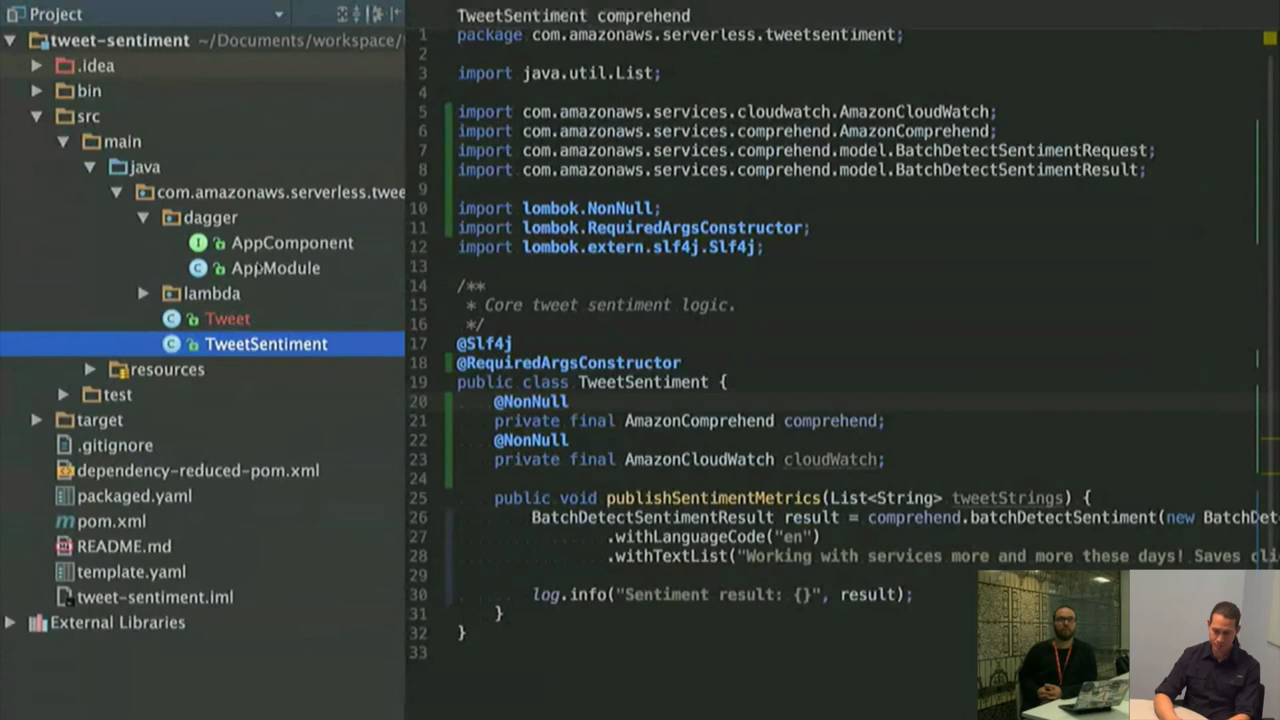 Project
tweet-sentiment ~/Documents/workspace/
.idea
bin
src
main
java
com.amazonaws.serverless.twee
dagger
AppComponent
AppModule
lambda
Tweet
TweetSentiment
resources
test
target
.gitignore
dependency-reduced-pom.xml
packaged.yaml
pom.xml
README.md
template.yaml
tweet-sentiment.iml
External Libraries
TweetSentiment comprehend
1 package com.amazonaws.serverless.tweetsentiment;
2
3 import java.util.List;
4
5 import com.amazonaws.services.cloudwatch.AmazonCloudWatch;
6 import com.amazonaws.services.comprehend.AmazonComprehend;
7 import com.amazonaws.services.comprehend.model.BatchDetectSentimentRequest;
8 import com.amazonaws.services.comprehend.model.BatchDetectSentimentResult;
9
10 import lombok.NonNull;
11 import lombok.RequiredArgsConstructor;
12 import lombok.extern.slf4j.Slf4j;
13
14 /**
15 * Core tweet sentiment logic.
16 */
17 @Slf4j
18 @RequiredArgsConstructor
19 public class TweetSentiment {
20 @NonNull
21 private final AmazonComprehend comprehend;
22 @NonNull
23 private final AmazonCloudWatch cloudWatch;
24
25 public void publishSentimentMetrics(List<String> tweetStrings) {
26 BatchDetectSentimentResult result = comprehend.batchDetectSentiment(new BatchDet
27 .withLanguageCode("en")
28 .withTextList("Working with services more and more these days! Saves cli
29
30 log.info("Sentiment result: {}", result);
31 }
32 }
33